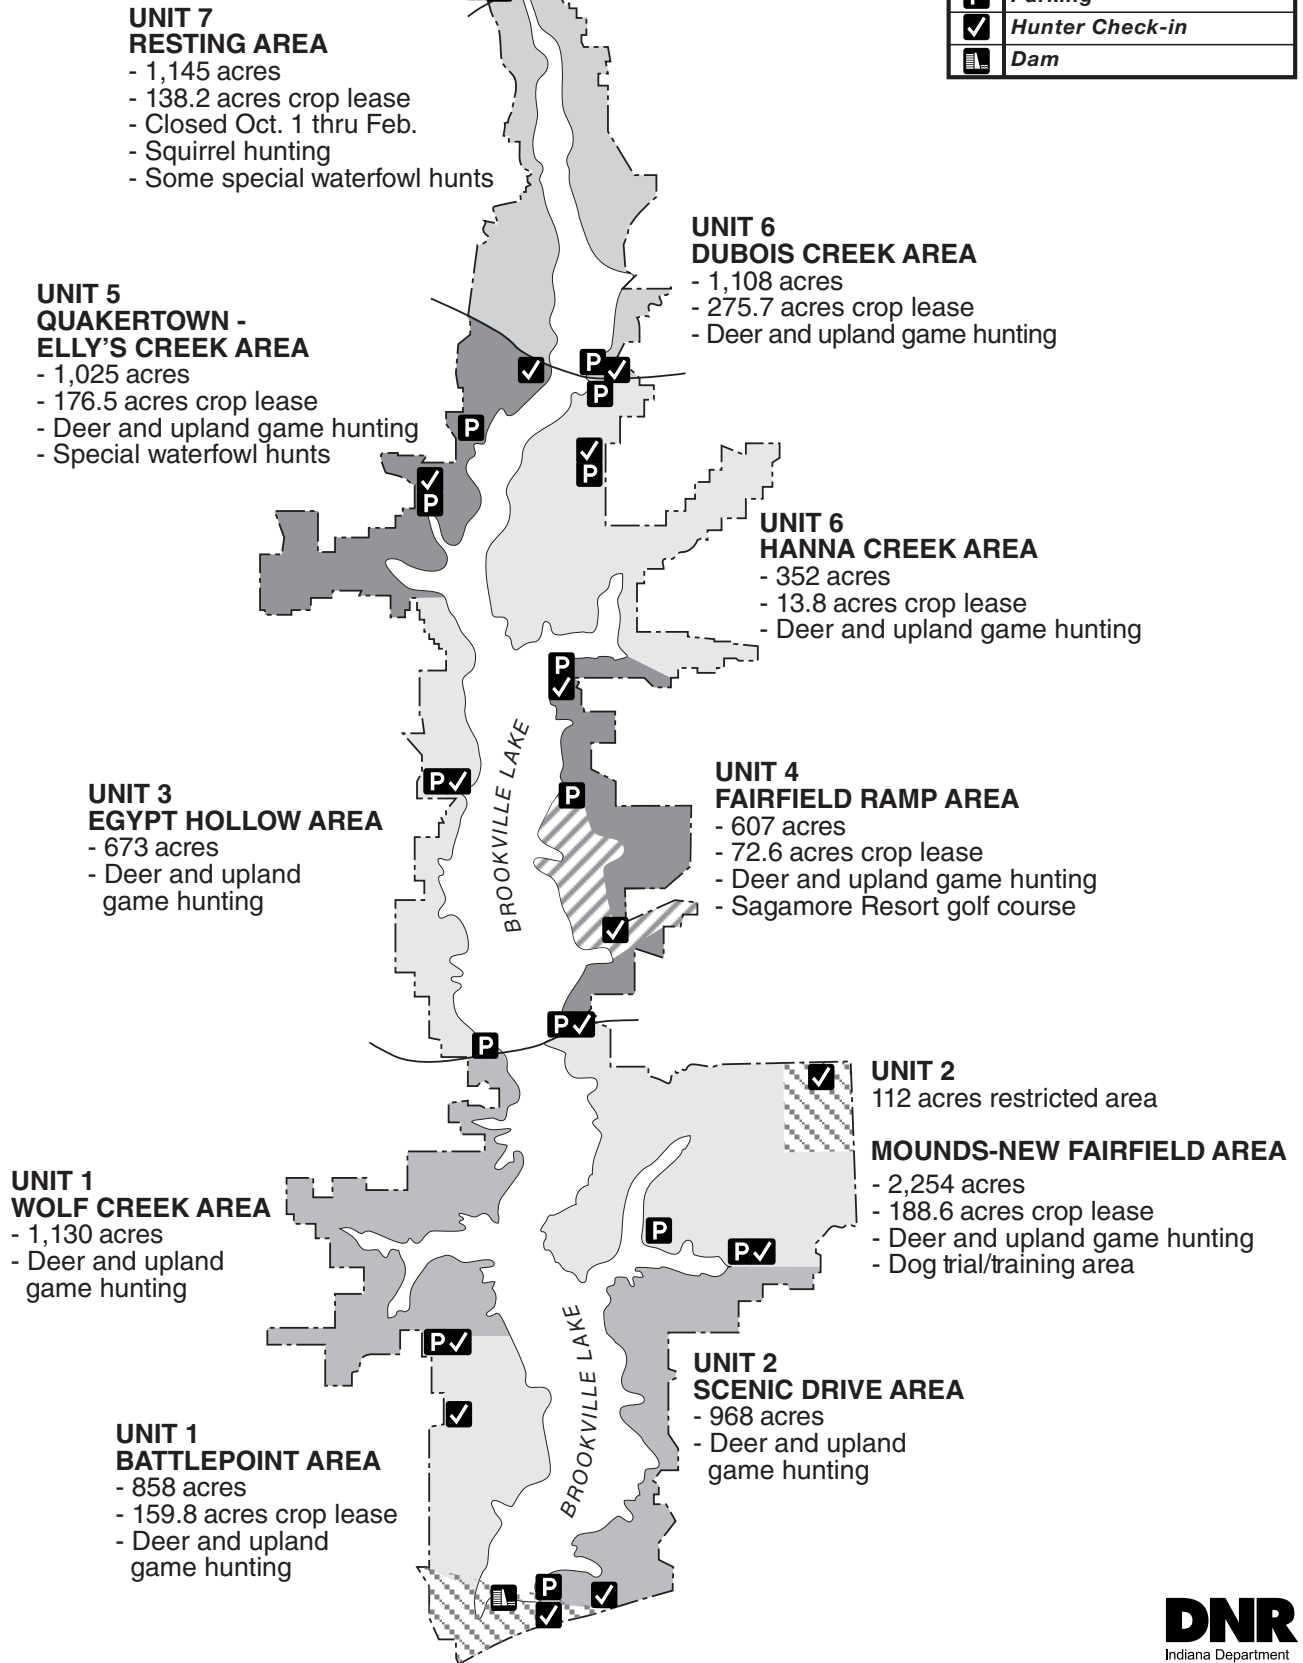 Parking
Hunter Check-in
Dam
UNIT 7
RESTING AREA
- 1,145 acres
- 138.2 acres crop lease
- Closed Oct. 1 thru Feb.
- Squirrel hunting
- Some special waterfowl hunts
UNIT 6
DUBOIS CREEK AREA
- 1,108 acres
- 275.7 acres crop lease
- Deer and upland game hunting
UNIT 5
QUAKERTOWN -
ELLY'S CREEK AREA
- 1,025 acres
- 176.5 acres crop lease
- Deer and upland game hunting
- Special waterfowl hunts
P
P
P
P
P
UNIT 6
HANNA CREEK AREA
- 352 acres
- 13.8 acres crop lease
- Deer and upland game hunting
P
P
P
BROOKVILLE LAKE
UNIT 3
EGYPT HOLLOW AREA
- 673 acres
- Deer and upland
game hunting
UNIT 4
FAIRFIELD RAMP AREA
- 607 acres
- 72.6 acres crop lease
- Deer and upland game hunting
- Sagamore Resort golf course
P
P
UNIT 2
112 acres restricted area
MOUNDS-NEW FAIRFIELD AREA
- 2,254 acres
- 188.6 acres crop lease
- Deer and upland game hunting
- Dog trial/training area
UNIT 1
WOLF CREEK AREA
- 1,130 acres
- Deer and upland
game hunting
P
P
P
BROOKVILLE LAKE
UNIT 2
SCENIC DRIVE AREA
- 968 acres
- Deer and upland
game hunting
UNIT 1
BATTLEPOINT AREA
- 858 acres
- 159.8 acres crop lease
- Deer and upland
game hunting
P
DNR
Indiana Department